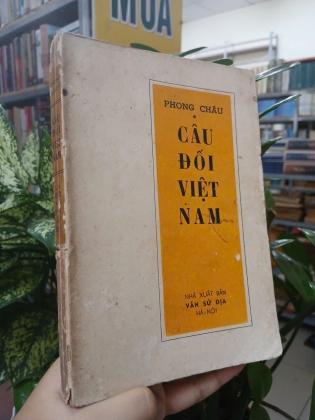 MUA
PHONG CHÂU
CÂU
ĐỐI
VIỆT
NAM
NHÀ XUẤT BẢN
VĂN SỬ ĐỊA
HÀ-NỘI